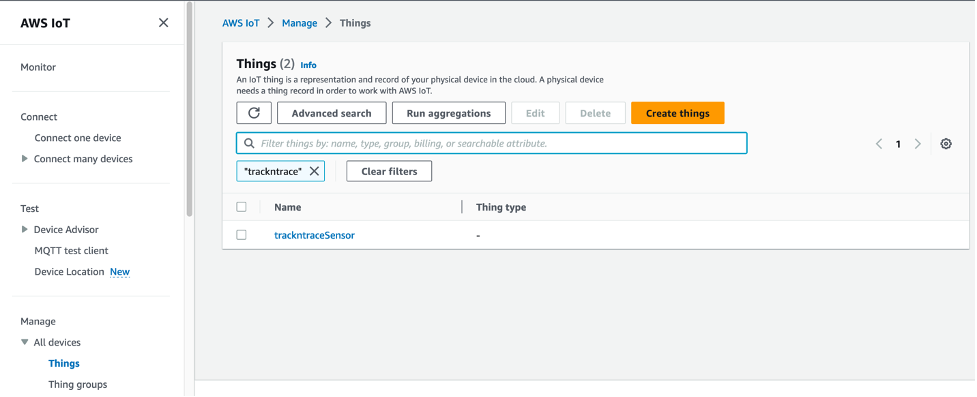 AWS IoT
Monitor
Connect
Connect one device
Connect many devices
Test
Device Advisor
MQTT test client
Device Location New
Manage
All devices
Things
Thing groups
AWS IoT > Manage > Things
Things (2) Info
An IoT thing is a representation and record of your physical device in the cloud. A physical device
needs a thing record in order to work with AWS IoT.
Advanced search Run aggregations Edit Delete Create things
Filter things by: name, type, group, billing, or searchable attribute.
1
"trackntrace* Clear filters
Name Thing type
trackntraceSensor -